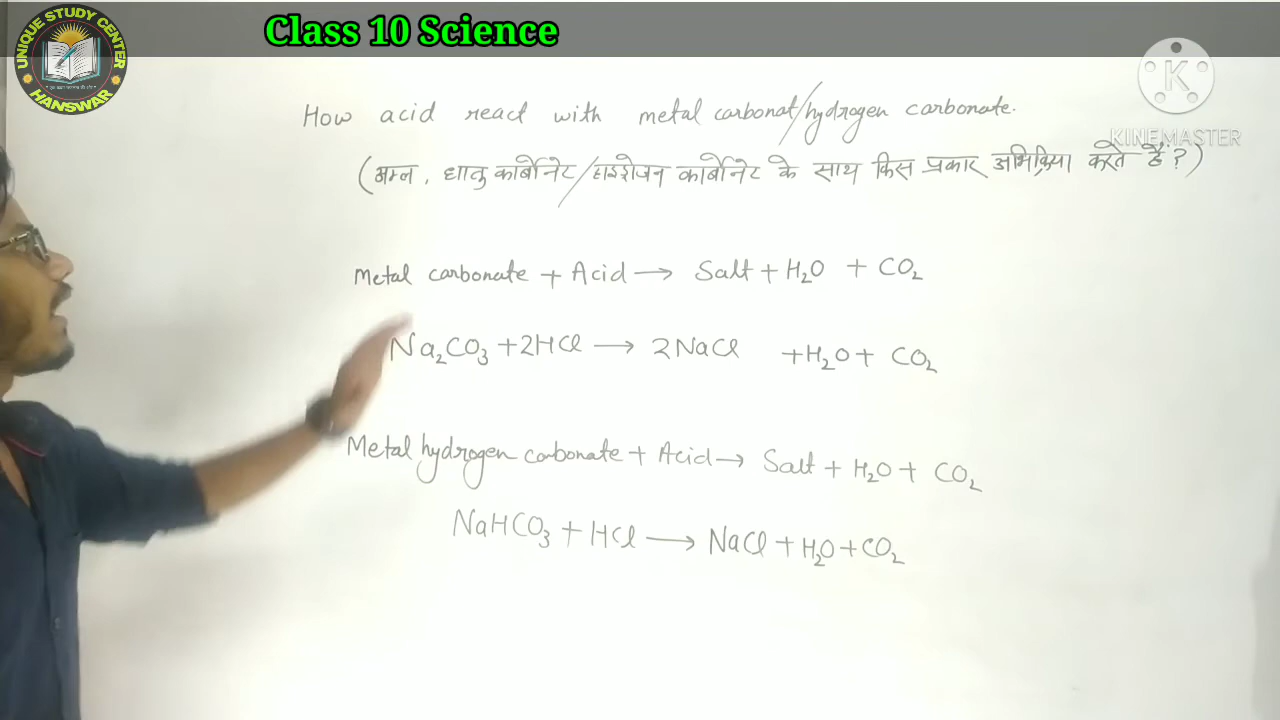 Class 10 Science
UNIQUE STUDY CENTER
HANSWAR
K
KINEMASTER
How acid react with metal carbonat/hydrogen carbonate.
(अम्न, धातु कार्बोनेट/हाइड्रोजन कार्बोनेट के साथ किस प्रकार अभिक्रिया करते हैं?)
Metal carbonate + Acid → Salt + H₂O + CO₂
Na₂CO₃ + 2HCl → 2NaCl + H₂O + CO₂
Metal hydrogen carbonate + Acid → Salt + H₂O + CO₂
NaHCO₃ + HCl → NaCl + H₂O + CO₂